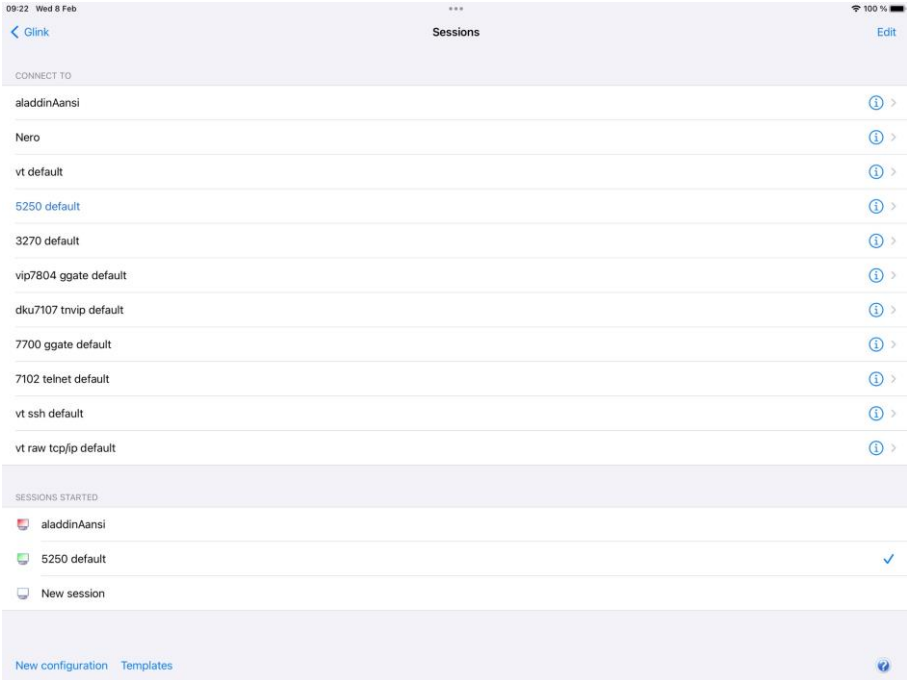 09:22 Wed 8 Feb 100 %
Glink Sessions Edit
CONNECT TO
aladdinAansi
Nero
vt default
5250 default
3270 default
vip7804 ggate default
dku7107 tnvip default
7700 ggate default
7102 telnet default
vt ssh default
vt raw tcp/ip default
SESSIONS STARTED
aladdinAansi
5250 default
New session
New configuration Templates